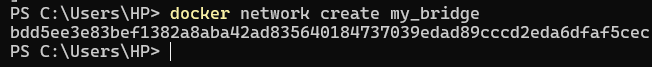 PS C:\Users\HP> docker network create my_bridge
bdd5ee3e83bef1382a8aba42ad835640184737039edad89cccd2eda6dfaf5cec
PS C:\Users\HP>